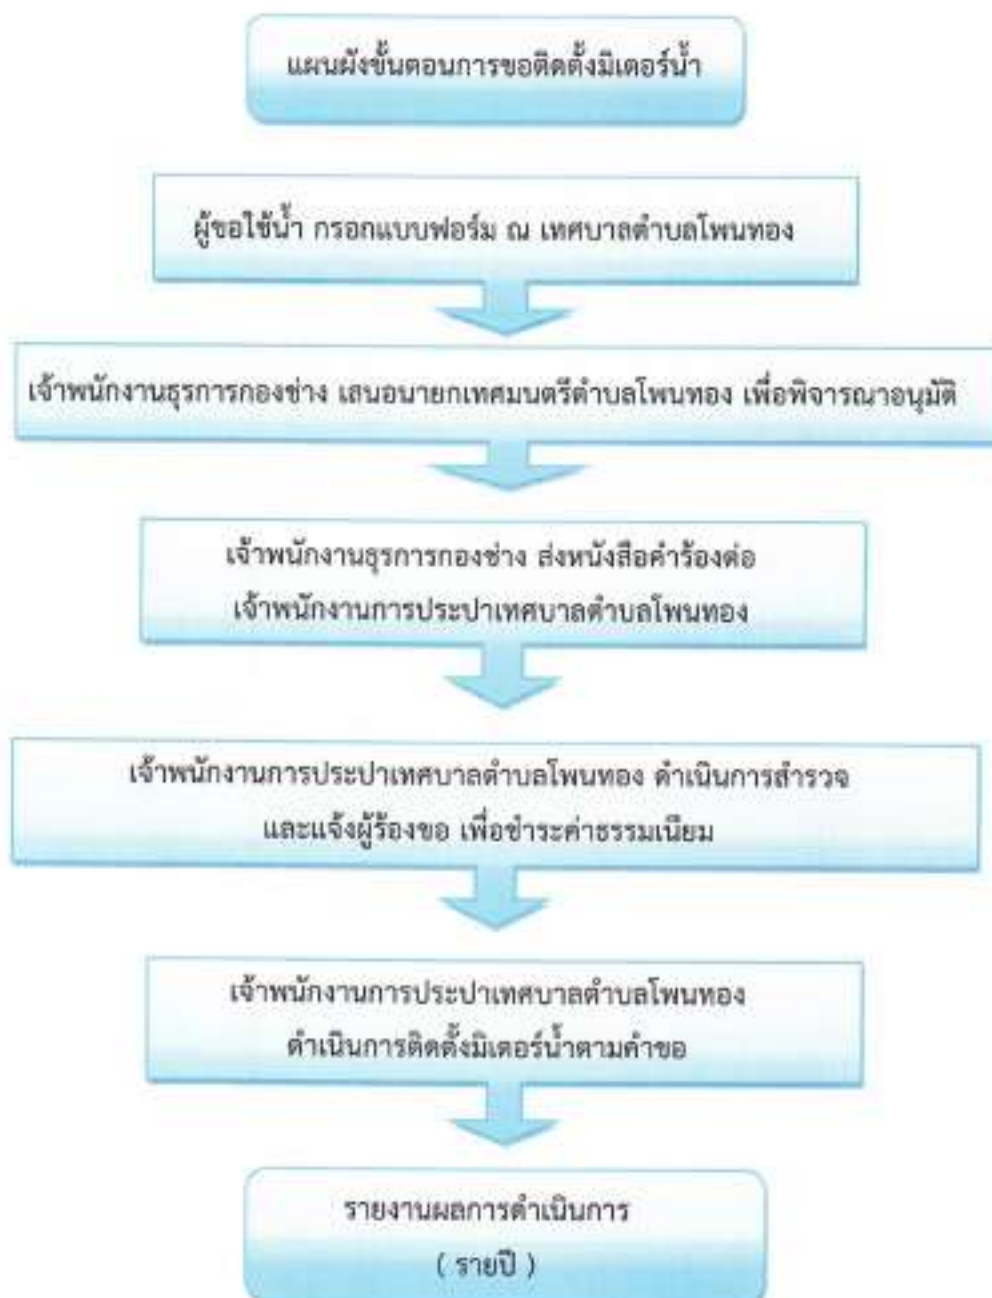 แผนผังขั้นตอนการขอติดตั้งมิเตอร์น้ำ
ผู้ขอใช้น้ำ กรอกแบบฟอร์ม ณ เทศบาลตำบลโพนทอง
เจ้าพนักงานธุรการกองช่าง เสนอนายกเทศมนตรีตำบลโพนทอง เพื่อพิจารณาอนุมัติ
เจ้าพนักงานธุรการกองช่าง ส่งหนังสือคำร้องต่อ
เจ้าพนักงานการประปาเทศบาลตำบลโพนทอง
เจ้าพนักงานการประปาเทศบาลตำบลโพนทอง ดำเนินการสำรวจ
และแจ้งผู้ร้องขอ เพื่อชำระค่าธรรมเนียม
เจ้าพนักงานการประปาเทศบาลตำบลโพนทอง
ดำเนินการติดตั้งมิเตอร์น้ำตามคำขอ
รายงานผลการดำเนินการ
( รายปี )